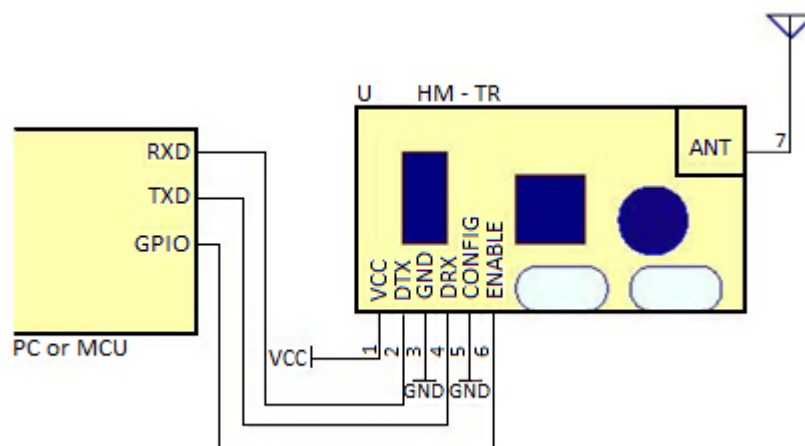 U HM - TR
ANT
7
RXD
TXD
GPIO
PC or MCU
VCC
DTX
GND
DRX
CONFIG
ENABLE
VCC
1
2
3
4
5
6
GND
GND